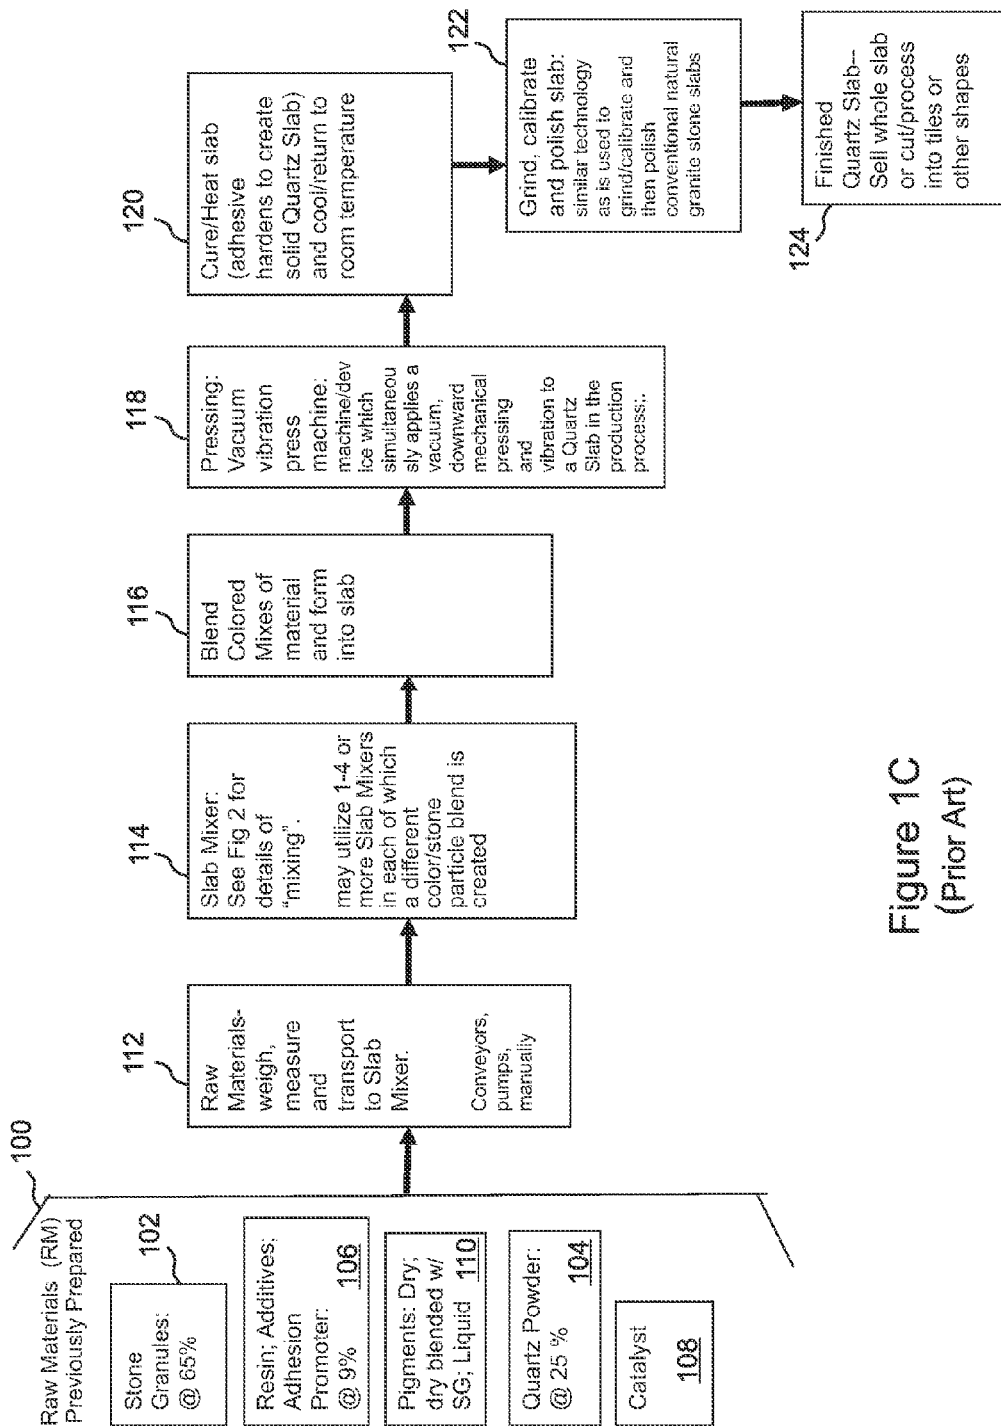 100
Raw Materials (RM)
Previously Prepared
102
Stone
Granules:
@ 65%
Resin; Additives;
Adhesion
Promoter:
@ 9%
106
Pigments: Dry;
dry blended w/
SG; Liquid 110
Quartz Powder:
@ 25 %
104
Catalyst
108
112
Raw
Materials-
weigh,
measure
and
transport
to Slab
Mixer.
Conveyors,
pumps,
manually
114
Slab Mixer:
See Fig 2 for
details of
“mixing”.
may utilize 1-4 or
more Slab Mixers
in each of which
a different
color/stone
particle blend is
created
116
Blend
Colored
Mixes of
material
and form
into slab
118
Pressing:
Vacuum
vibration
press
machine:
machine/dev
ice which
simultaneou
sly applies a
vacuum,
downward
mechanical
pressing
and
vibration to
a Quartz
Slab in the
production
process:.
120
Cure/Heat slab
(adhesive
hardens to create
solid Quartz Slab)
and cool/return to
room temperature
122
Grind, calibrate
and polish slab:
similar technology
as is used to
grind/calibrate and
then polish
conventional natural
granite stone slabs
124
Finished
Quartz Slab--
Sell whole slab
or cut/process
into tiles or
other shapes
Figure 1C
(Prior Art)